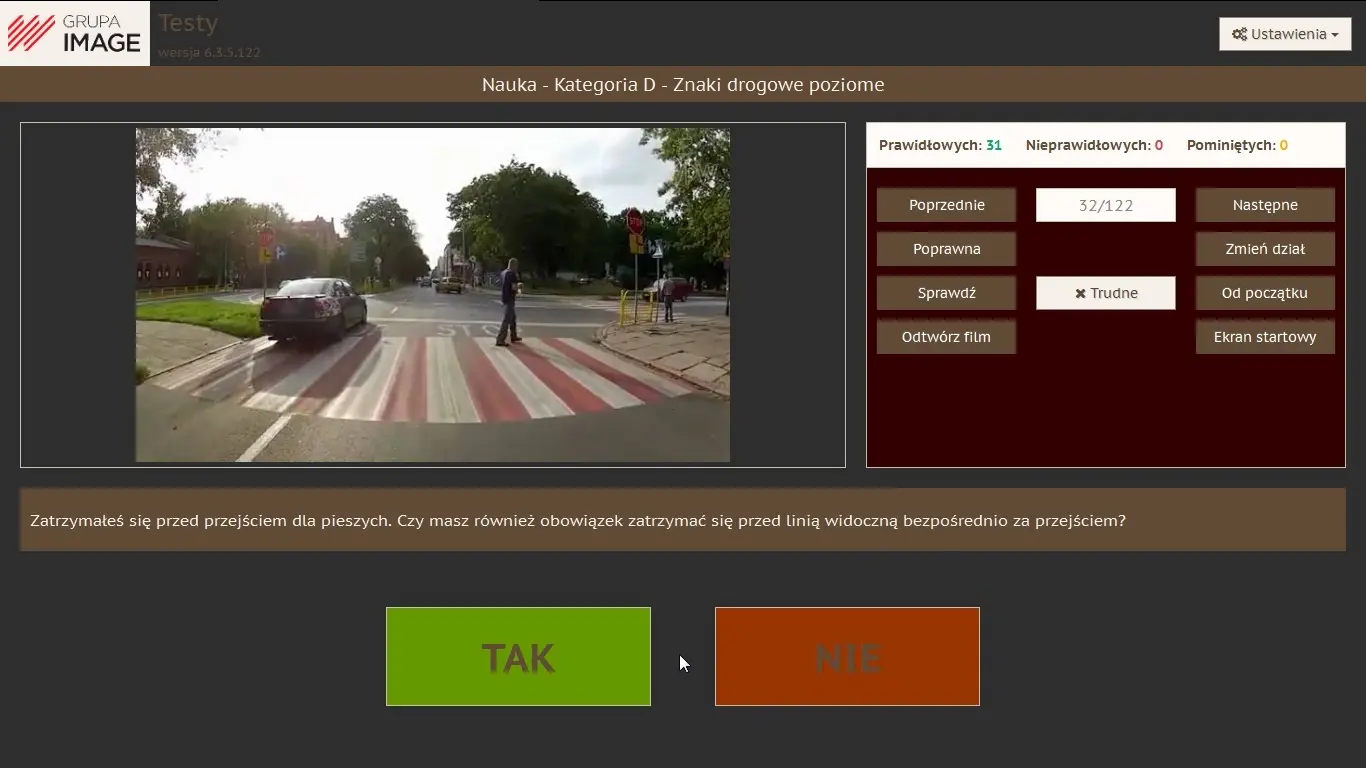 GRUPA
IMAGE
Testy
wersja 6.3.5.122
Ustawienia
Nauka - Kategoria D - Znaki drogowe poziome
Prawidłowych: 31 Nieprawidłowych: 0 Pominiętych: 0
Poprzednie 32/122 Następne
Poprawna Zmień dział
Sprawdź Trudne Od początku
Odtwórz film Ekran startowy
STOP
STOP
STOP
Zatrzymałeś się przed przejściem dla pieszych. Czy masz również obowiązek zatrzymać się przed linią widoczną bezpośrednio za przejściem?
TAK NIE